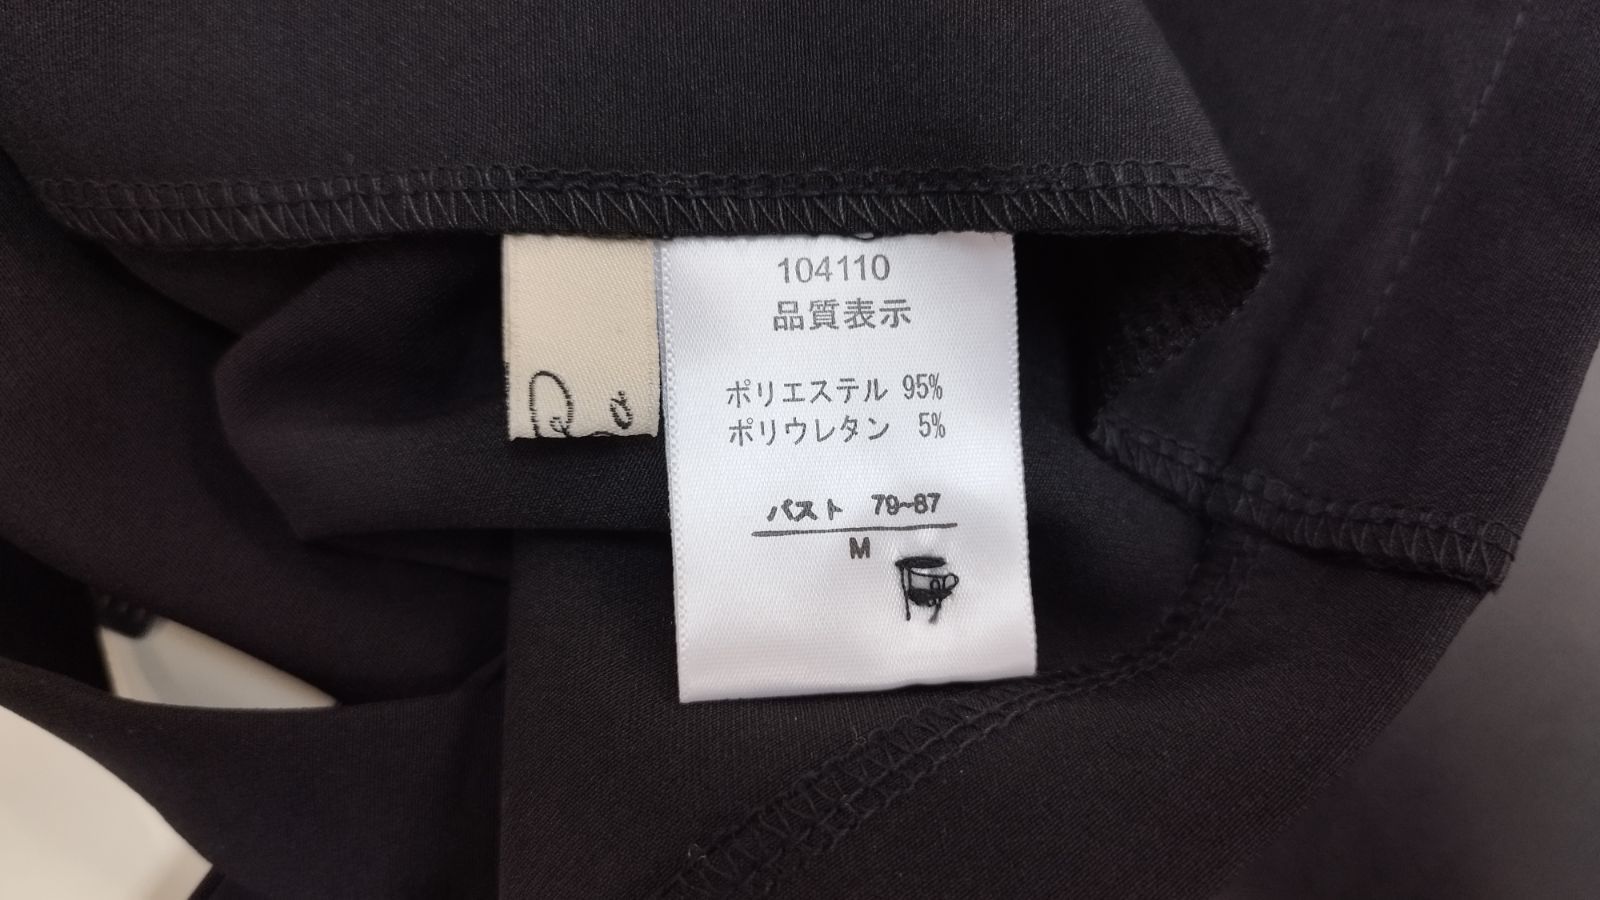 104110
品質表示
ポリエステル 95%
ポリウレタン 5%
バスト 79~87
M